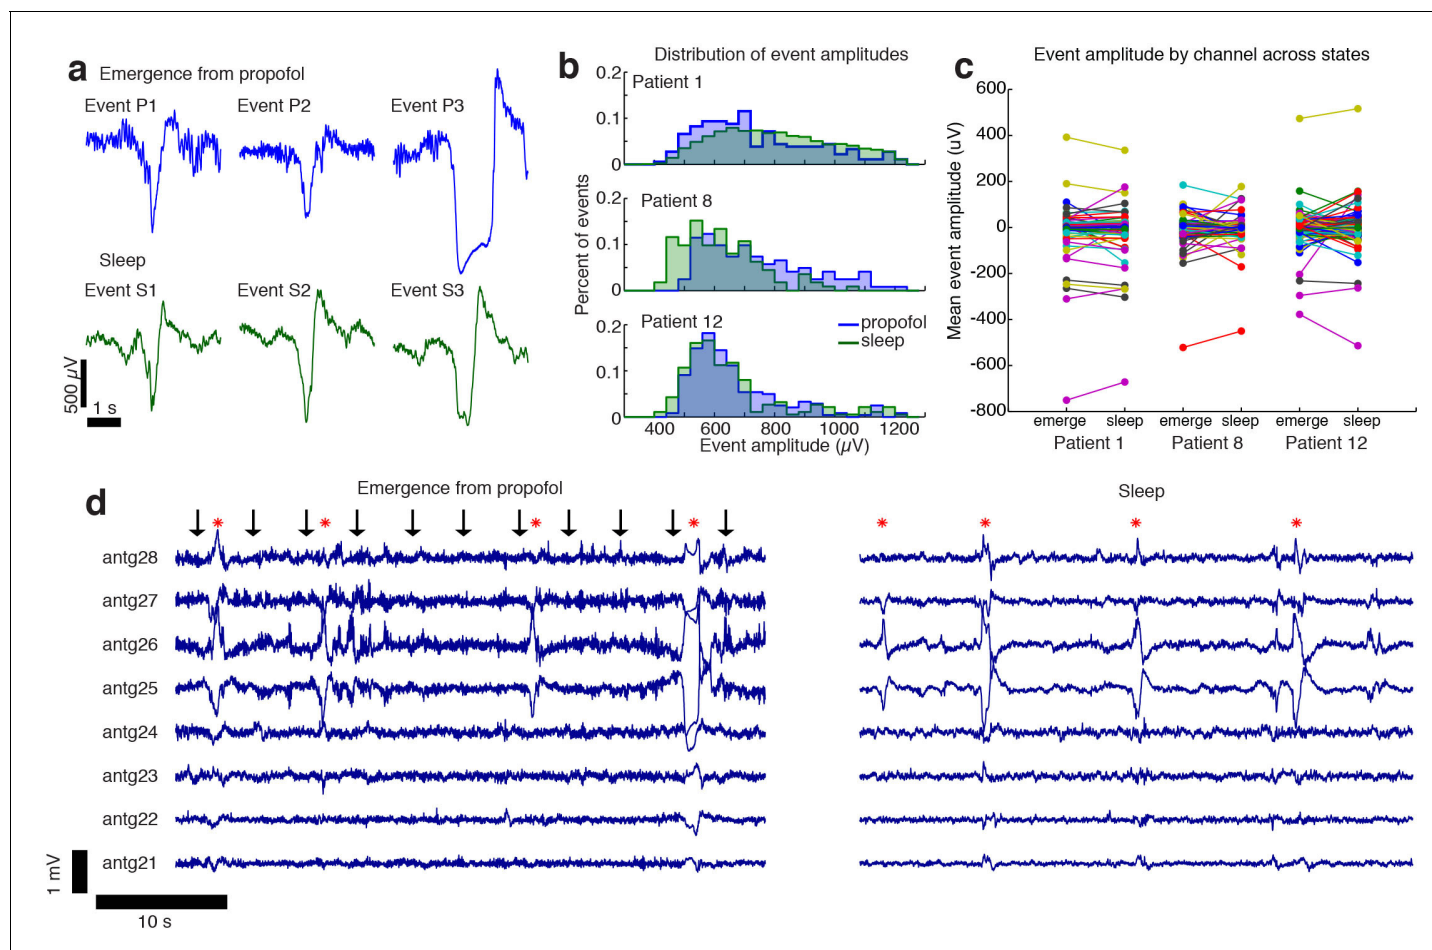 a
Emergence from propofol
Event P1
Event P2
Event P3
Sleep
Event S1
Event S2
Event S3
500 µV
1 s
b
Distribution of event amplitudes
Percent of events
0.2
0.1
0
Patient 1
0.2
0.1
0
Patient 8
0.2
0.1
0
Patient 12
propofol
sleep
400 600 800 1000 1200
Event amplitude (µV)
c
Event amplitude by channel across states
Mean event amplitude (uV)
600
400
200
0
-200
-400
-600
-800
emerge sleep emerge sleep emerge sleep
Patient 1 Patient 8 Patient 12
d
Emergence from propofol
Sleep
* * * * * * * *
antg28
antg27
antg26
antg25
antg24
antg23
antg22
antg21
1 mV
10 s